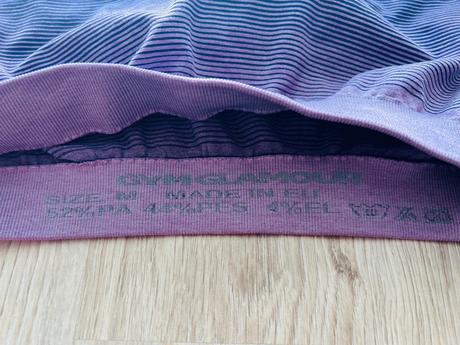 GYMGLAMOUR
SIZE M MADE IN EU
52%PA 44%PES 4%EL